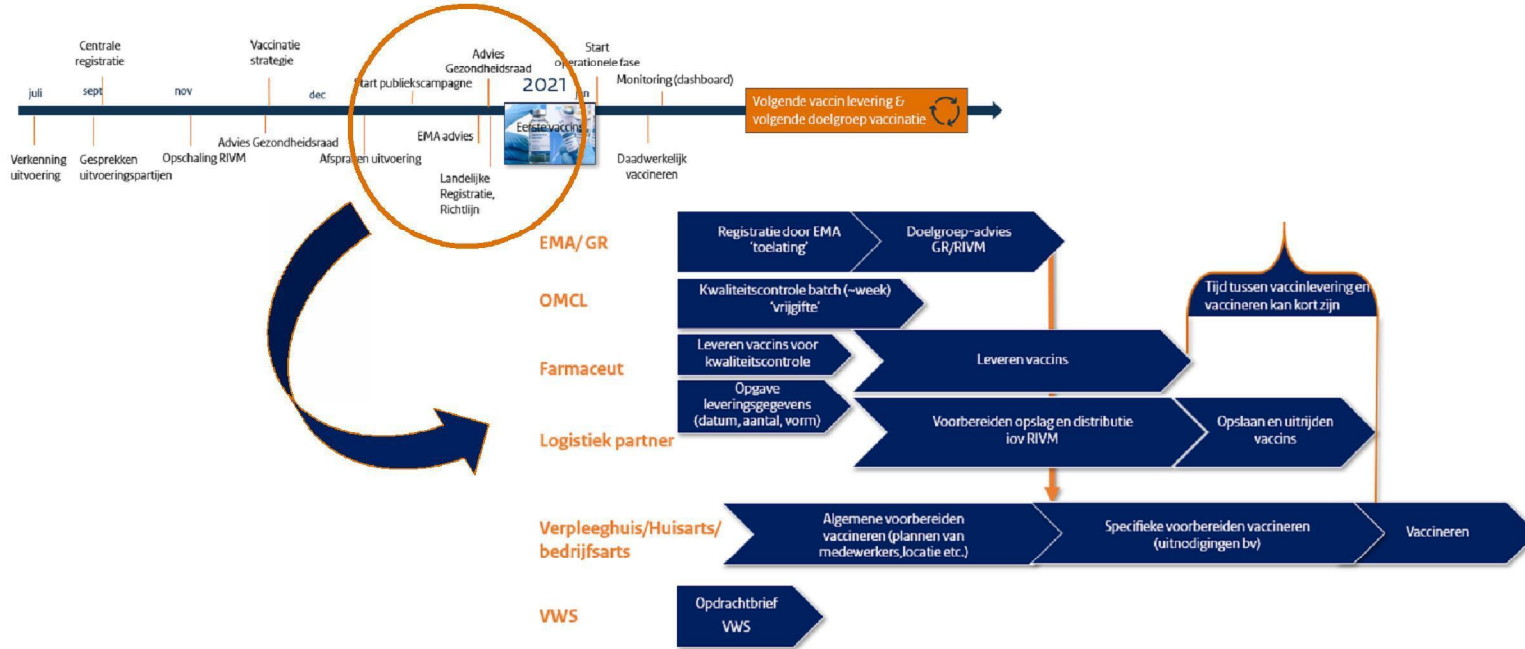 Centrale
registratie
Vaccinatie
strategie
Start publiekscampagne
Advies
Gezondheidsraad
Start
operationele fase
Monitoring (dashboard)
juli
sept
nov
dec
2021
jan
Eerste vaccins
Volgende vaccin levering &
volgende doelgroep vaccinatie
Verkenning
uitvoering
Gesprekken
uitvoeringspartijen
Opschaling RIVM
Advies Gezondheidsraad
Afspraken uitvoering
EMA advies
Landelijke
Registratie,
Richtlijn
Daadwerkelijk
vaccineren
EMA/ GR
Registratie door EMA
'toelating'
Doelgroep-advies
GR/RIVM
OMCL
Kwaliteitscontrole batch (~week)
'vrijgifte'
Tijd tussen vaccinlevering en
vaccineren kan kort zijn
Farmaceut
Leveren vaccins voor
kwaliteitscontrole
Leveren vaccins
Opgave
leveringsgegevens
(datum, aantal, vorm)
Logistiek partner
Voorbereiden opslag en distributie
iov RIVM
Opslaan en uitrijden
vaccins
Verpleeghuis/Huisarts/
bedrijfsarts
Algemene voorbereiden
vaccineren (plannen van
medewerkers,locatie etc.)
Specifieke voorbereiden vaccineren
(uitnodigingen bv)
Vaccineren
VWS
Opdrachtbrief
VWS